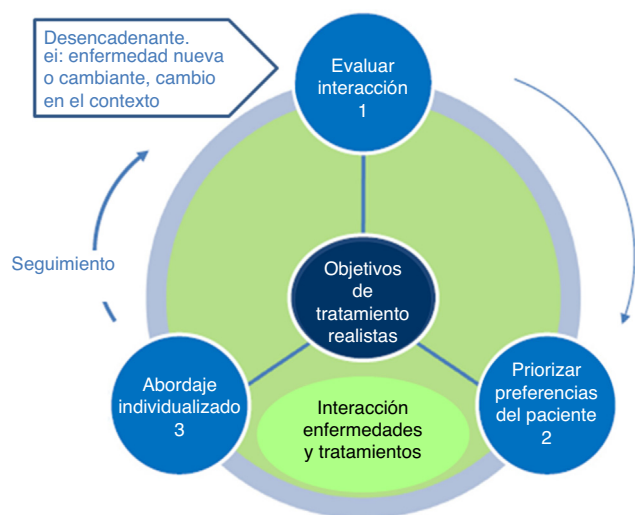 Desencadenante.
ei: enfermedad nueva
o cambiante, cambio
en el contexto
Evaluar
interacción
1
Seguimiento
Objetivos
de
tratamiento
realistas
Abordaje
individualizado
3
Interacción
enfermedades
y tratamientos
Priorizar
preferencias
del paciente
2